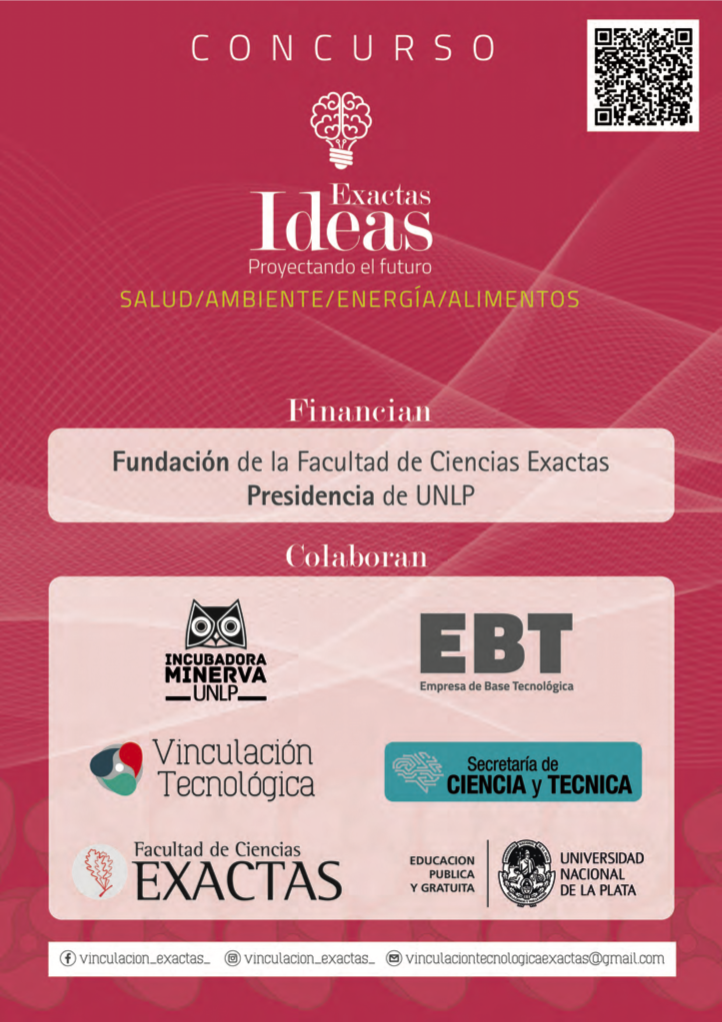 CONCURSO
Exactas
Ideas
Proyectando el futuro
SALUD/AMBIENTE/ENERGÍA/ALIMENTOS
Financian
Fundación de la Facultad de Ciencias Exactas
Presidencia de UNLP
Colaboran
INCUBADORA
MINERVA
UNLP
EBT
Empresa de Base Tecnológica
Vinculación
Tecnológica
Secretaría de
CIENCIA y TECNICA
Facultad de Ciencias
EXACTAS
EDUCACION
PUBLICA
Y GRATUITA
UNIVERSIDAD
NACIONAL
DE LA PLATA
vinculacion_exactas_ vinculacion_exactas_ vinculaciontecnologicaexactas@gmail.com